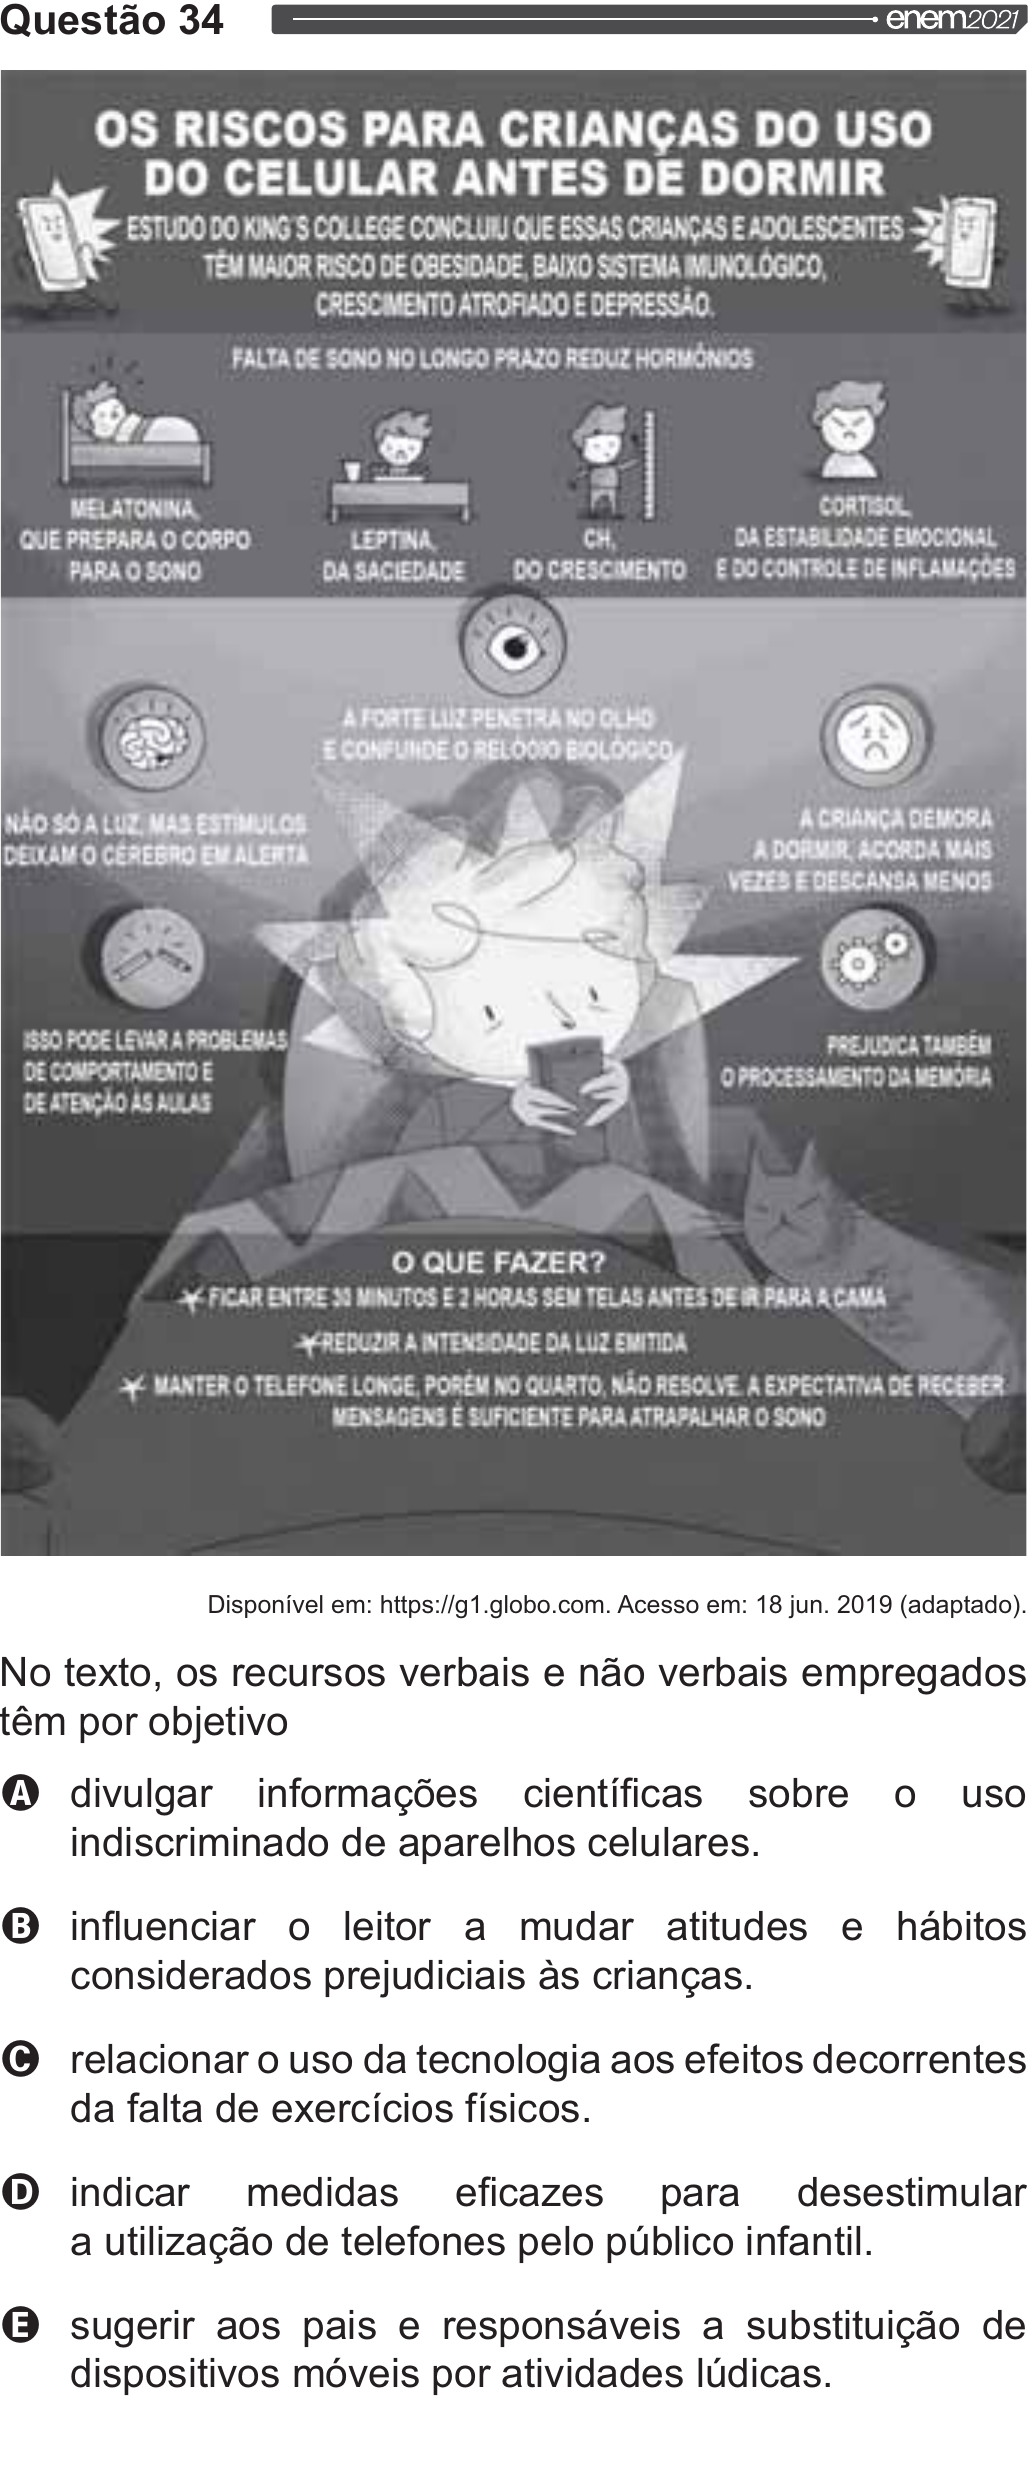 Questão 34
enem2021
OS RISCOS PARA CRIANÇAS DO USO
DO CELULAR ANTES DE DORMIR
ESTUDO DO KING'S COLLEGE CONCLUIU QUE ESSAS CRIANÇAS E ADOLESCENTES
TÊM MAIOR RISCO DE OBESIDADE, BAIXO SISTEMA IMUNOLÓGICO,
CRESCIMENTO ATROFIADO E DEPRESSÃO.
FALTA DE SONO NO LONGO PRAZO REDUZ HORMÔNIOS
MELATONINA,
QUE PREPARA O CORPO
PARA O SONO
LEPTINA,
DA SACIEDADE
CH,
DO CRESCIMENTO
CORTISOL,
DA ESTABILIDADE EMOCIONAL
E DO CONTROLE DE INFLAMAÇÕES
A FORTE LUZ PENETRA NO OLHO
E CONFUNDE O RELÓGIO BIOLÓGICO
NÃO SÓ A LUZ, MAS ESTÍMULOS
DEIXAM O CÉREBRO EM ALERTA
A CRIANÇA DEMORA
A DORMIR, ACORDA MAIS
VEZES E DESCANSA MENOS
ISSO PODE LEVAR A PROBLEMAS
DE COMPORTAMENTO E
DE ATENÇÃO ÀS AULAS
PREJUDICA TAMBÉM
O PROCESSAMENTO DA MEMÓRIA
O QUE FAZER?
FICAR ENTRE 30 MINUTOS E 2 HORAS SEM TELAS ANTES DE IR PARA A CAMA
REDUZIR A INTENSIDADE DA LUZ EMITIDA
MANTER O TELEFONE LONGE, PORÉM NO QUARTO, NÃO RESOLVE. A EXPECTATIVA DE RECEBER
MENSAGENS É SUFICIENTE PARA ATRAPALHAR O SONO
Disponível em: https://g1.globo.com. Acesso em: 18 jun. 2019 (adaptado).
No texto, os recursos verbais e não verbais empregados
têm por objetivo
A divulgar informações científicas sobre o uso
indiscriminado de aparelhos celulares.
B influenciar o leitor a mudar atitudes e hábitos
considerados prejudiciais às crianças.
C relacionar o uso da tecnologia aos efeitos decorrentes
da falta de exercícios físicos.
D indicar medidas eficazes para desestimular
a utilização de telefones pelo público infantil.
E sugerir aos pais e responsáveis a substituição de
dispositivos móveis por atividades lúdicas.